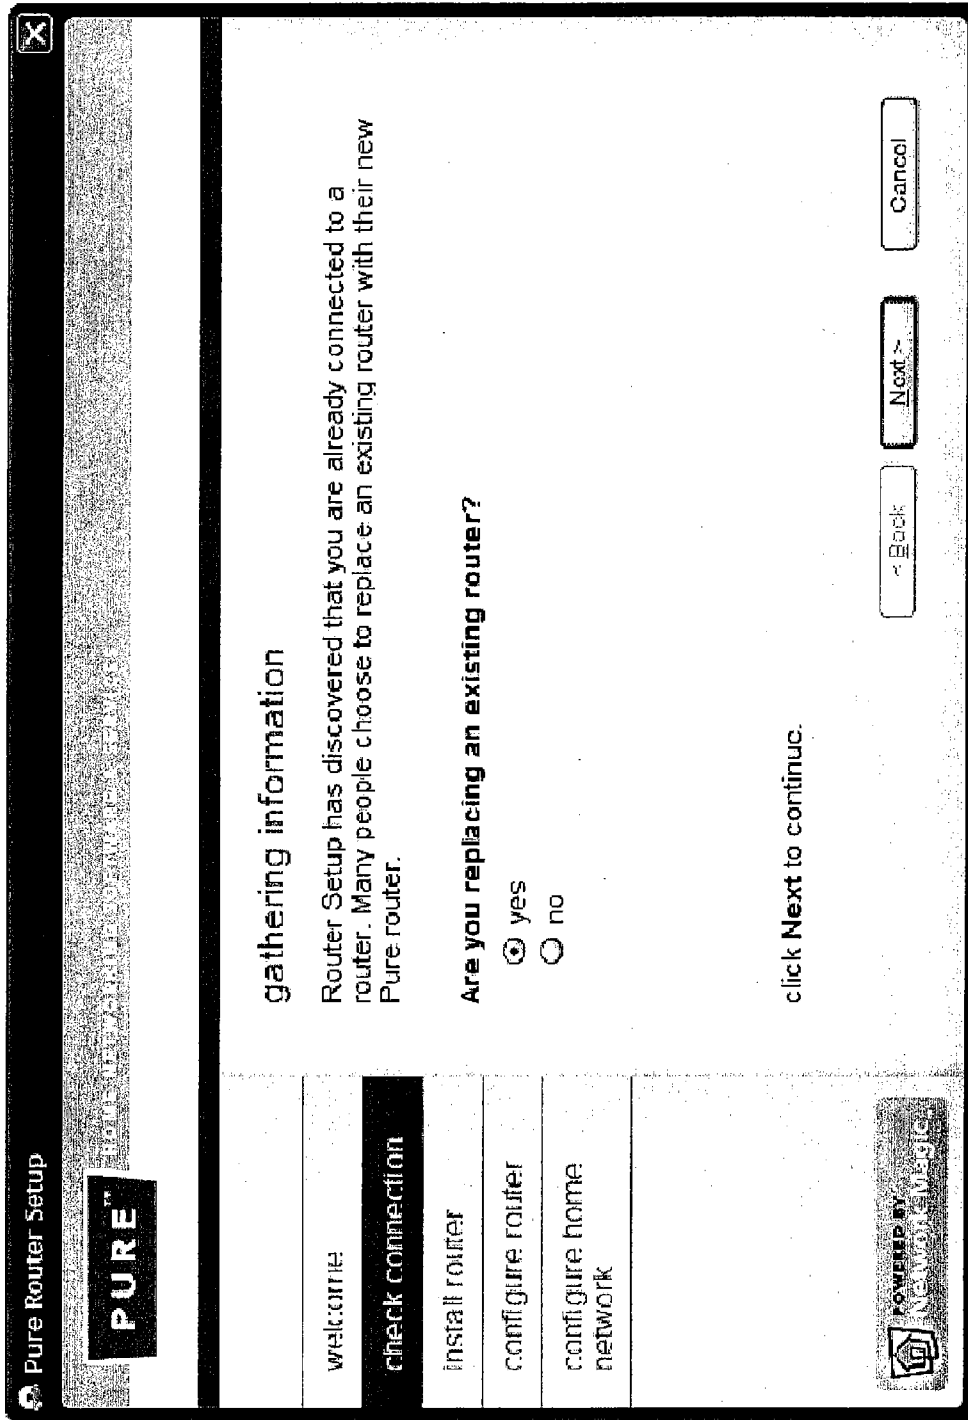 Pure Router Setup
PURE™
welcome
check connection
install router
configure router
configure home
network
gathering information
Router Setup has discovered that you are already connected to a
router. Many people choose to replace an existing router with their new
Pure router.
Are you replacing an existing router?
yes
no
click Next to continue.
< Back
Next >
Cancel
POWERED BY
Network Magic